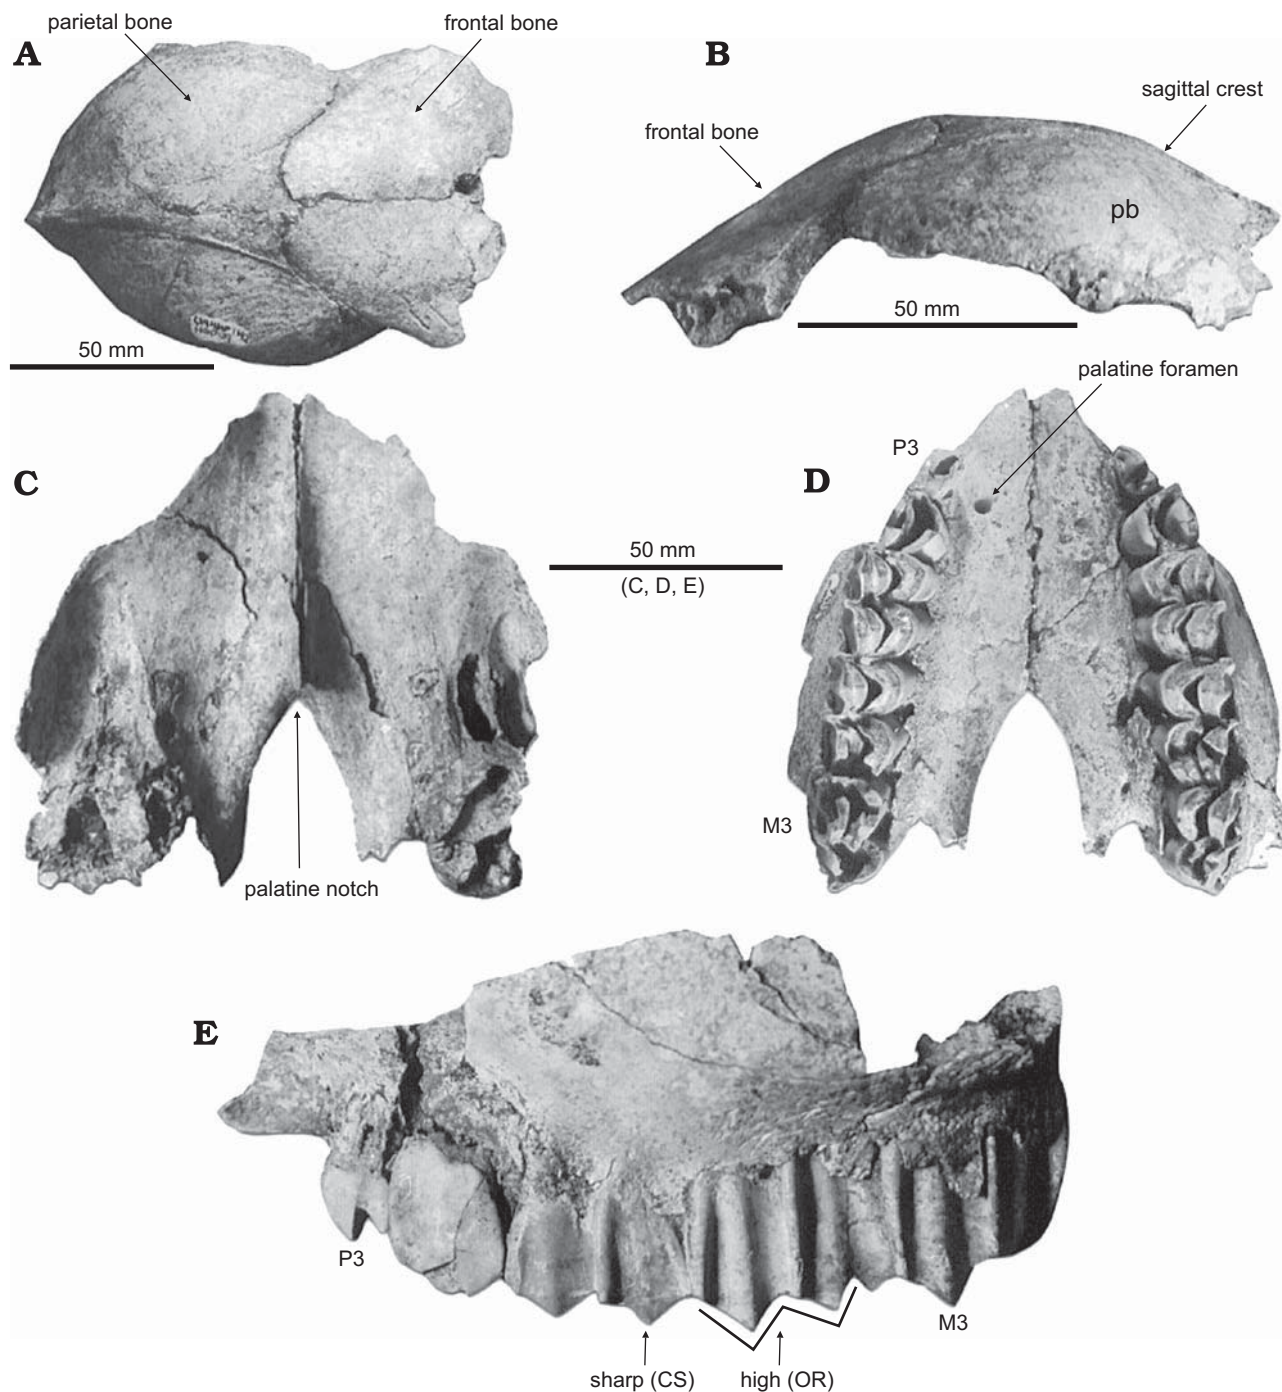 parietal bone
frontal bone
A
B
sagittal crest
frontal bone
pb
50 mm
50 mm
palatine foramen
P3
C
D
50 mm
(C, D, E)
M3
palatine notch
E
P3
M3
sharp (CS)
high (OR)